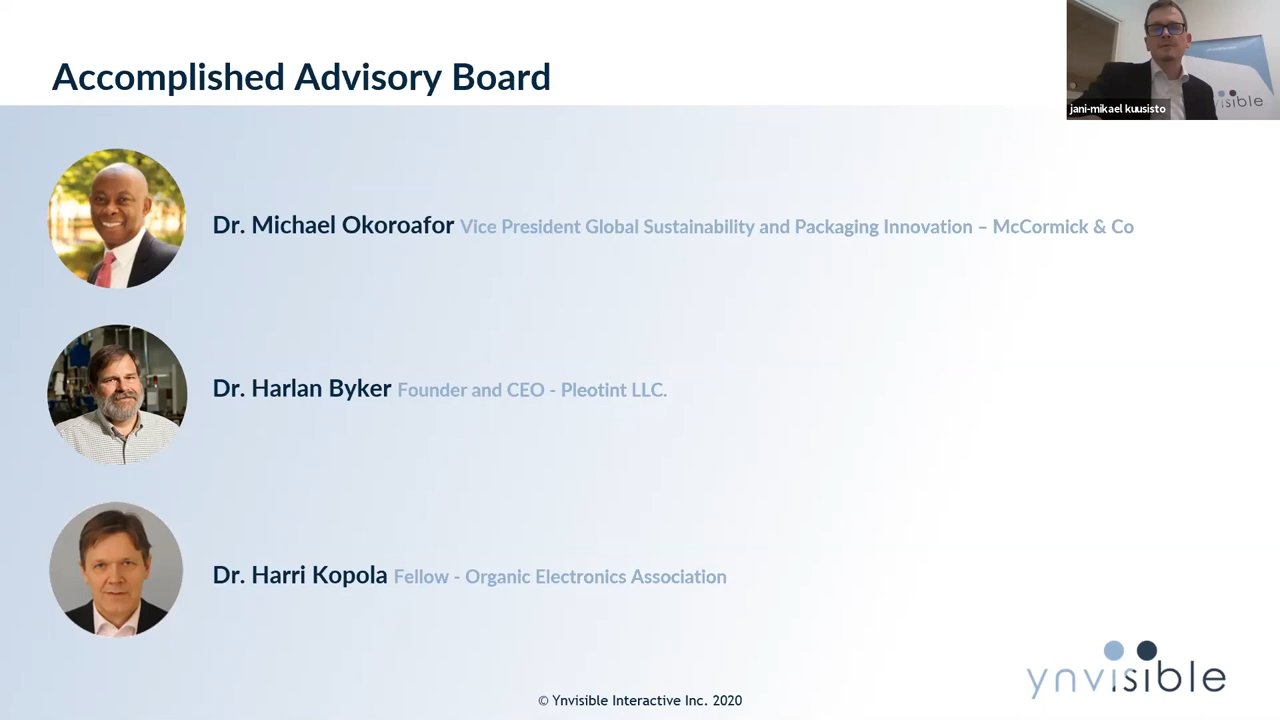 Accomplished Advisory Board
jani-mikael kuusisto
visible
Dr. Michael Okoroafor Vice President Global Sustainability and Packaging Innovation – McCormick & Co
Dr. Harlan Byker Founder and CEO - Pleotint LLC.
Dr. Harri Kopola Fellow - Organic Electronics Association
ynvisible
© Ynvisible Interactive Inc. 2020